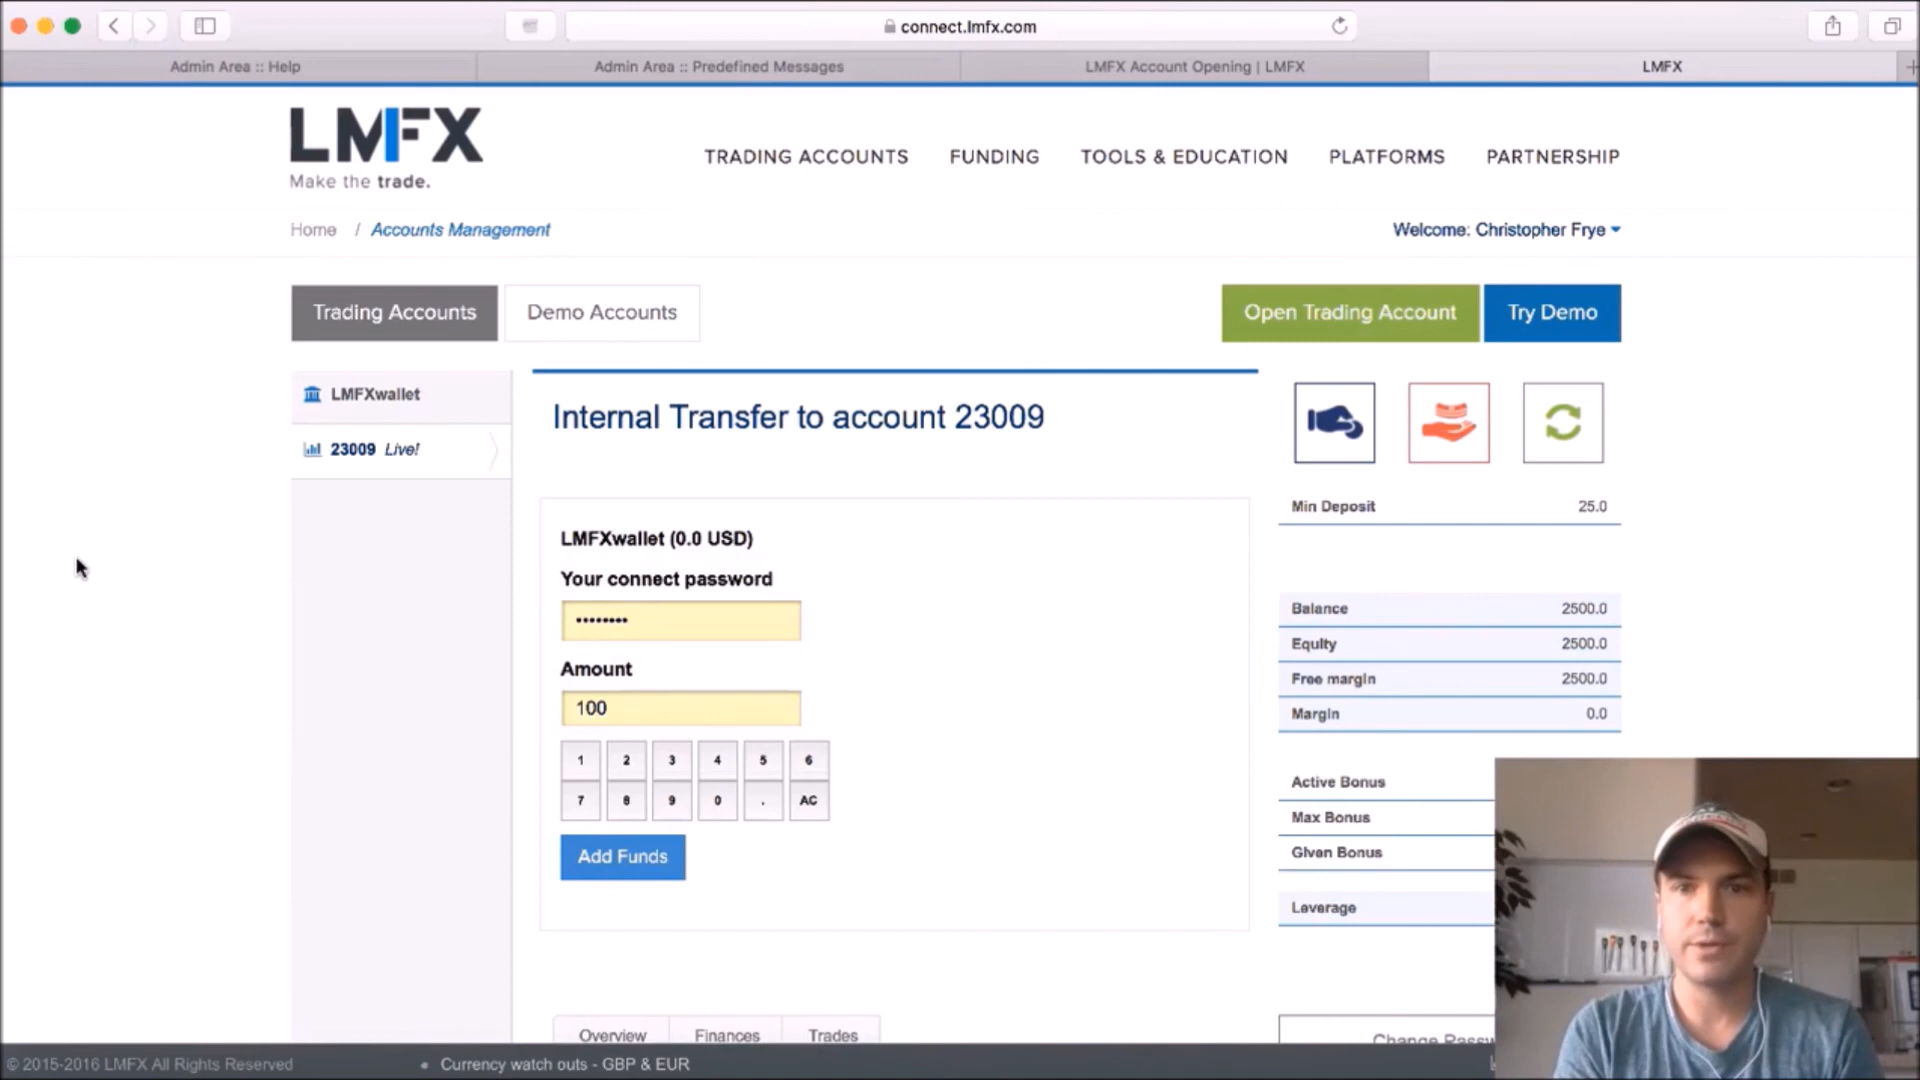 connect.lmfx.com
Admin Area :: Help
Admin Area :: Predefined Messages
LMFX Account Opening | LMFX
LMFX
LMFX
Make the trade.
TRADING ACCOUNTS
FUNDING
TOOLS & EDUCATION
PLATFORMS
PARTNERSHIP
Home / Accounts Management
Welcome: Christopher Frye
Trading Accounts
Demo Accounts
Open Trading Account
Try Demo
LMFXwallet
23009 Live!
Internal Transfer to account 23009
LMFXwallet (0.0 USD)
Your connect password
••••••••
Amount
100
1 2 3 4 5 6
7 8 9 0 . AC
Add Funds
Min Deposit 25.0
Balance 2500.0
Equity 2500.0
Free margin 2500.0
Margin 0.0
Active Bonus
Max Bonus
Given Bonus
Leverage
Overview
Finances
Trades
Change Passw
© 2015-2016 LMFX All Rights Reserved
• Currency watch outs - GBP & EUR